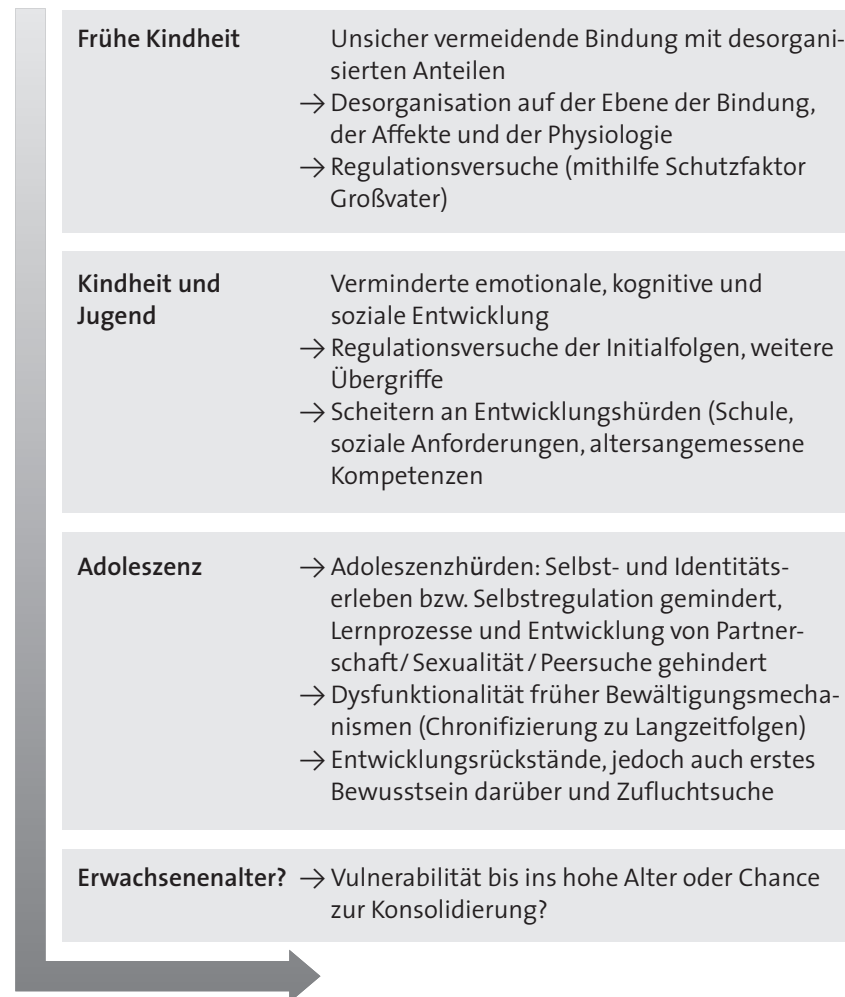 Frühe Kindheit Unsicher vermeidende Bindung mit desorgani-
sierten Anteilen
→ Desorganisation auf der Ebene der Bindung,
der Affekte und der Physiologie
→ Regulationsversuche (mithilfe Schutzfaktor
Großvater)
Kindheit und Verminderte emotionale, kognitive und
Jugend soziale Entwicklung
→ Regulationsversuche der Initialfolgen, weitere
Übergriffe
→ Scheitern an Entwicklungshürden (Schule,
soziale Anforderungen, altersangemessene
Kompetenzen
Adoleszenz → Adoleszenzhürden: Selbst- und Identitäts-
erleben bzw. Selbstregulation gemindert,
Lernprozesse und Entwicklung von Partner-
schaft/Sexualität/Peersuche gehindert
→ Dysfunktionalität früher Bewältigungsmecha-
nismen (Chronifizierung zu Langzeitfolgen)
→ Entwicklungsrückstände, jedoch auch erstes
Bewusstsein darüber und Zufluchtsuche
Erwachsenenalter? → Vulnerabilität bis ins hohe Alter oder Chance
zur Konsolidierung?